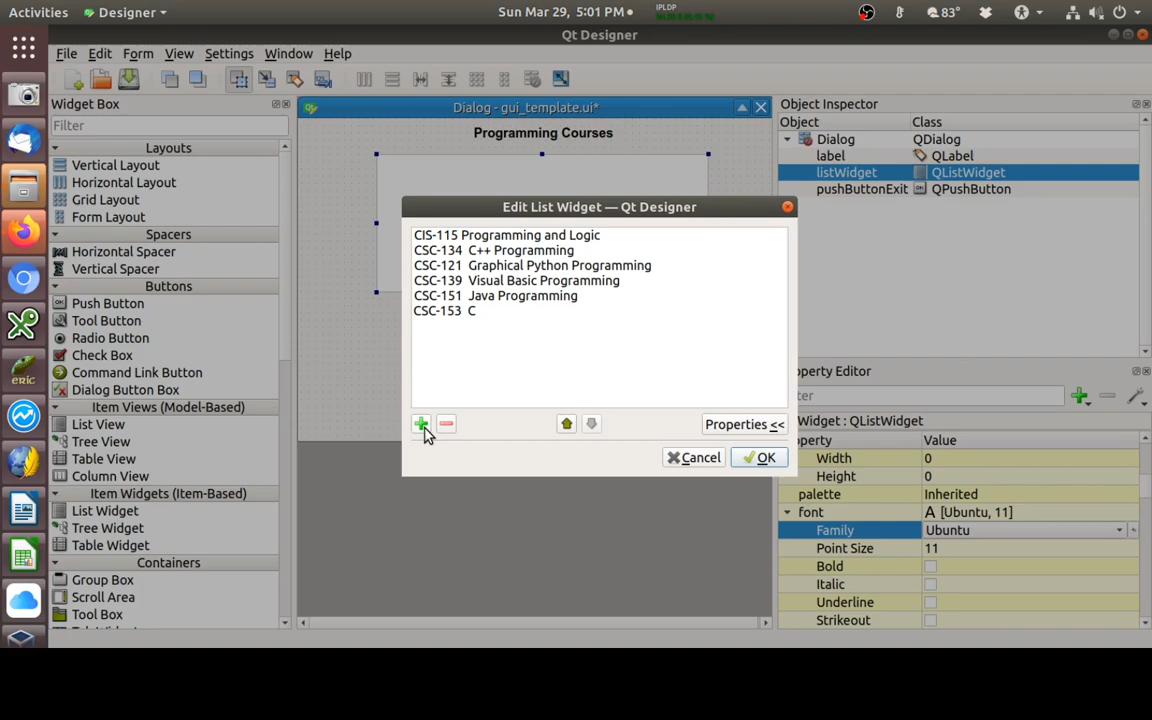 Activities
Designer
Sun Mar 29, 5:01 PM
IPLDP
83°
Qt Designer
File Edit Form View Settings Window Help
Widget Box
Filter
Layouts
Vertical Layout
Horizontal Layout
Grid Layout
Form Layout
Spacers
Horizontal Spacer
Vertical Spacer
Buttons
Push Button
Tool Button
Radio Button
Check Box
Command Link Button
Dialog Button Box
Item Views (Model-Based)
List View
Tree View
Table View
Column View
Item Widgets (Item-Based)
List Widget
Tree Widget
Table Widget
Containers
Group Box
Scroll Area
Tool Box
eric
Dialog - gui_template.ui*
Programming Courses
Edit List Widget — Qt Designer
CIS-115 Programming and Logic
CSC-134 C++ Programming
CSC-121 Graphical Python Programming
CSC-139 Visual Basic Programming
CSC-151 Java Programming
CSC-153 C
Properties <<
Cancel
OK
Object Inspector
Object Class
Dialog QDialog
label QLabel
listWidget QListWidget
pushButtonExit QPushButton
operty Editor
ter
Widget : QListWidget
operty Value
Width 0
Height 0
palette Inherited
font A [Ubuntu, 11]
Family Ubuntu
Point Size 11
Bold
Italic
Underline
Strikeout